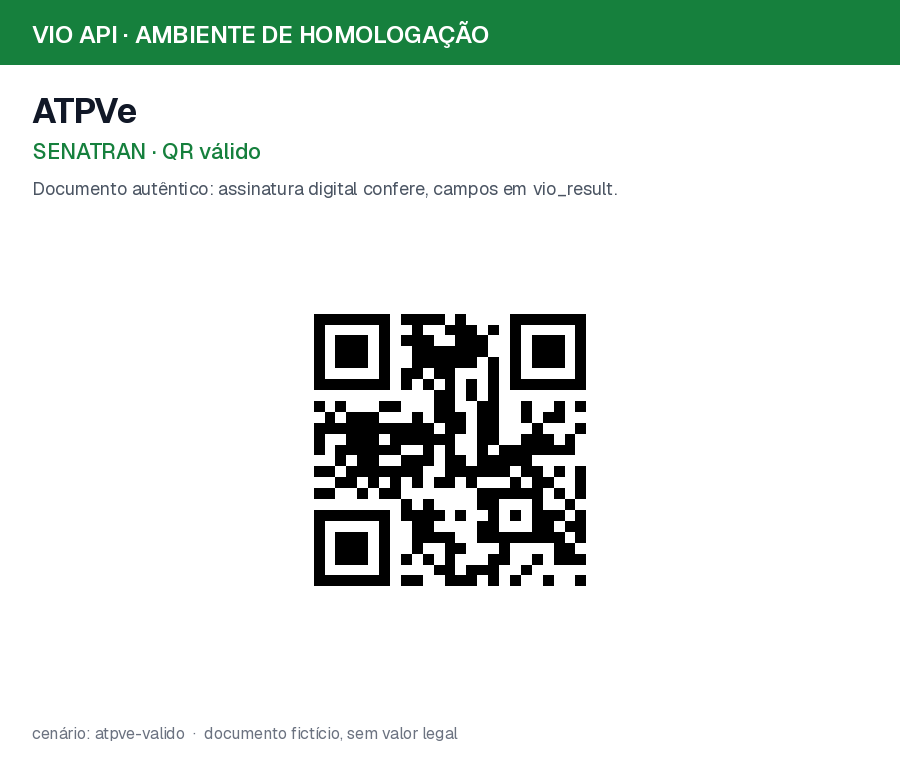 VIO API · AMBIENTE DE HOMOLOGAÇÃO
ATPVe
SENATRAN · QR válido
Documento autêntico: assinatura digital confere, campos em vio_result.
cenário: atpve-valido · documento fictício, sem valor legal